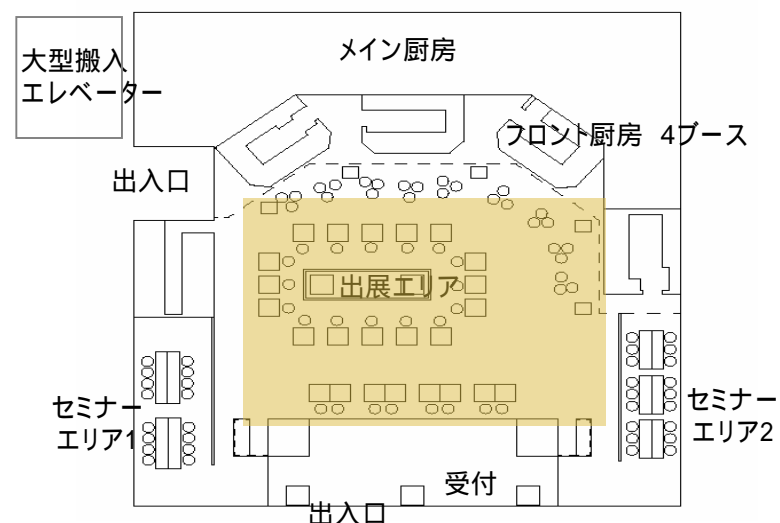 大型搬入
エレベーター
メイン厨房
フロント厨房 4ブース
出入口
出展エリア
セミナー
エリア1
セミナー
エリア2
受付
出入口